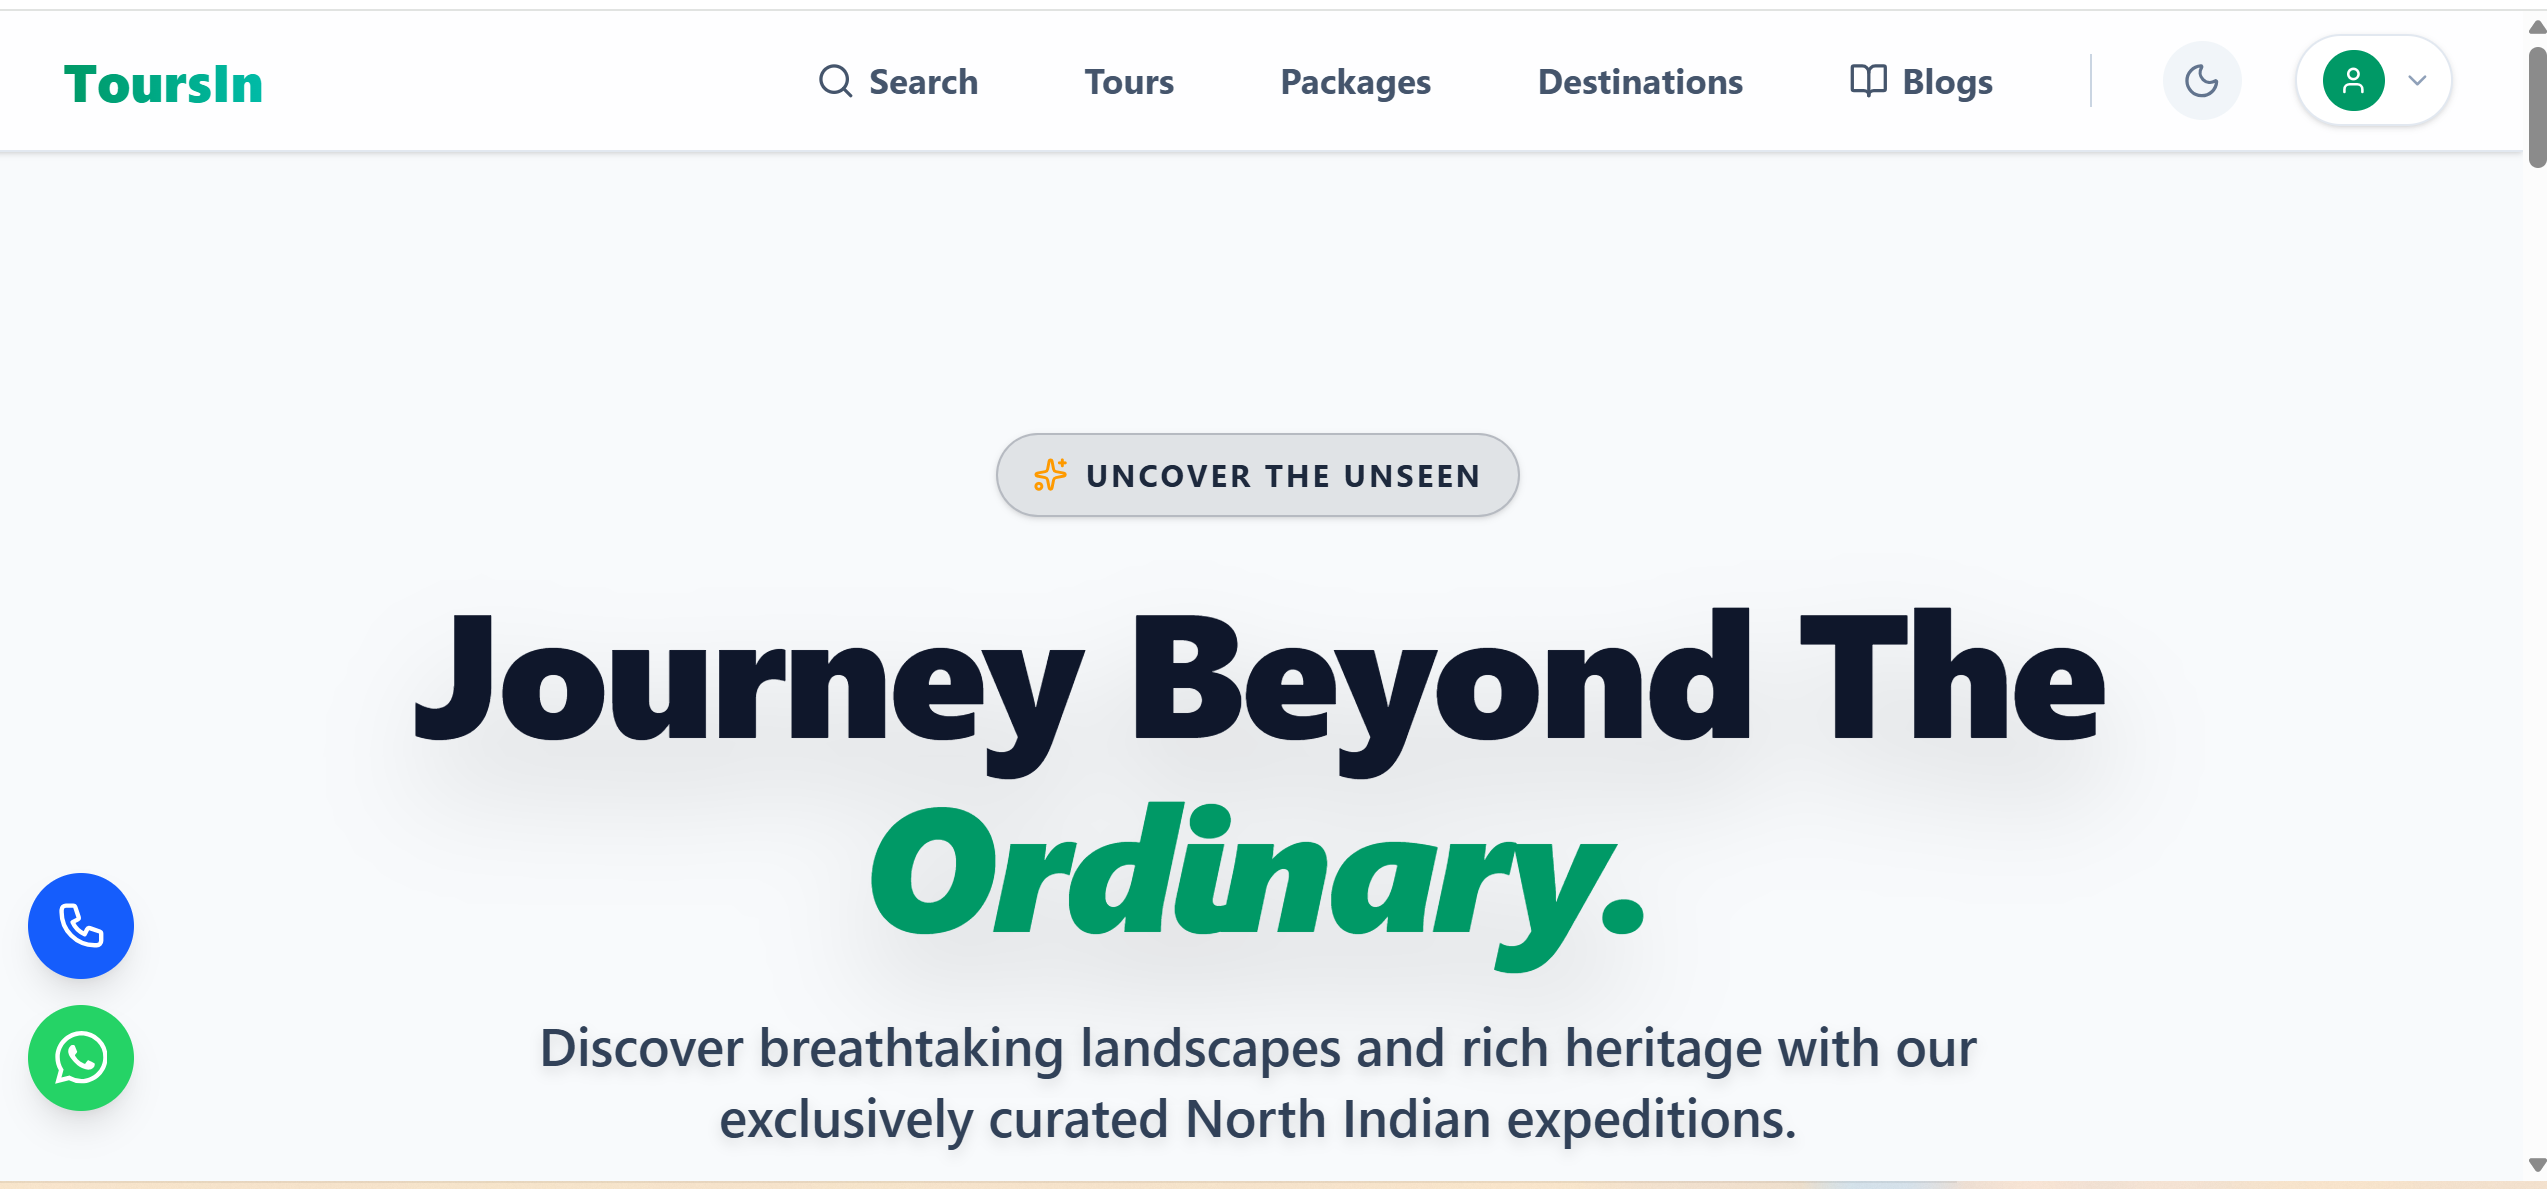 ToursIn
Search Tours Packages Destinations Blogs
UNCOVER THE UNSEEN
Journey Beyond The
Ordinary.
Discover breathtaking landscapes and rich heritage with our
exclusively curated North Indian expeditions.